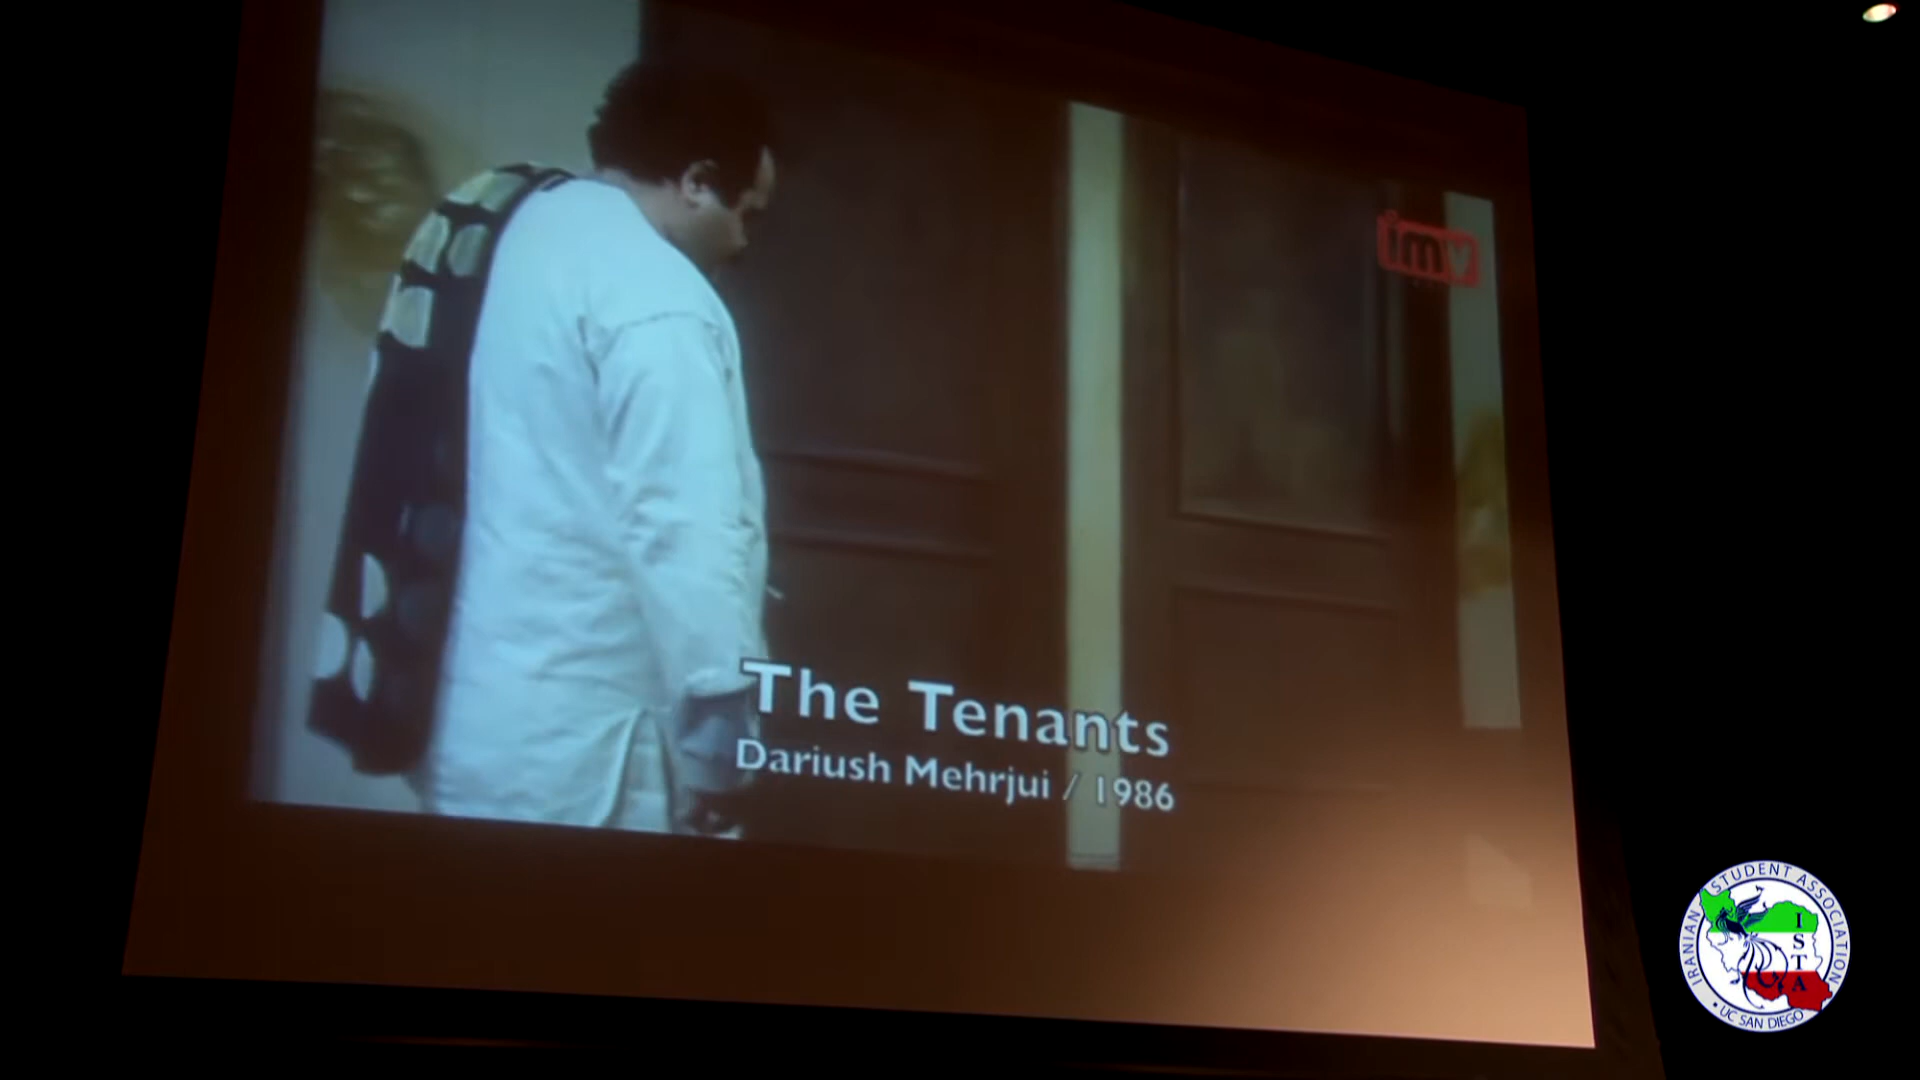 imv
The Tenants
Dariush Mehrjui / 1986
IRANIAN STUDENT ASSOCIATION
ISTA
• UC SAN DIEGO